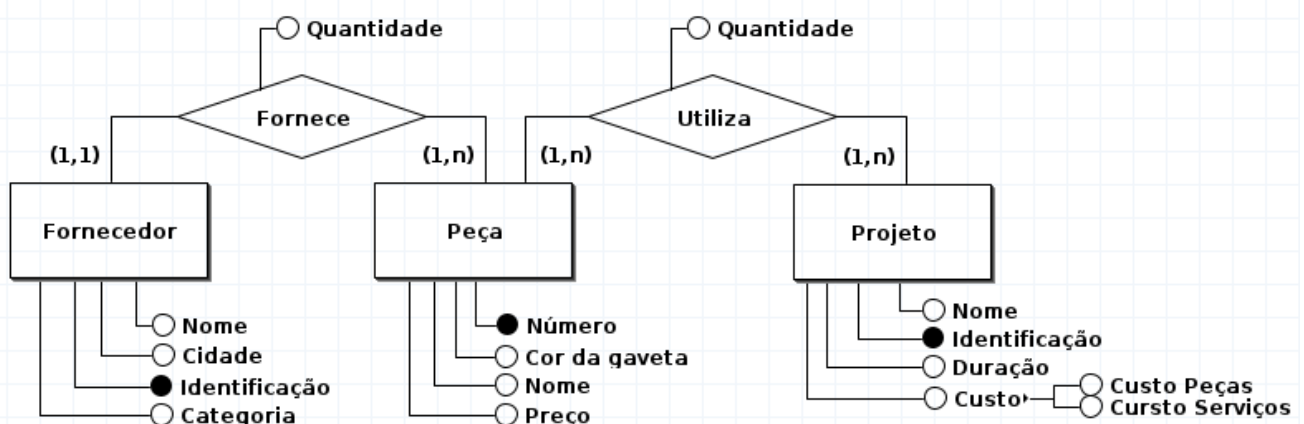 Quantidade
Quantidade
Fornece
Utiliza
(1,1)
(1,n)
(1,n)
(1,n)
Fornecedor
Peça
Projeto
Nome
Cidade
Identificação
Categoria
Número
Cor da gaveta
Nome
Preço
Nome
Identificação
Duração
Custo
Custo Peças
Cursto Serviços